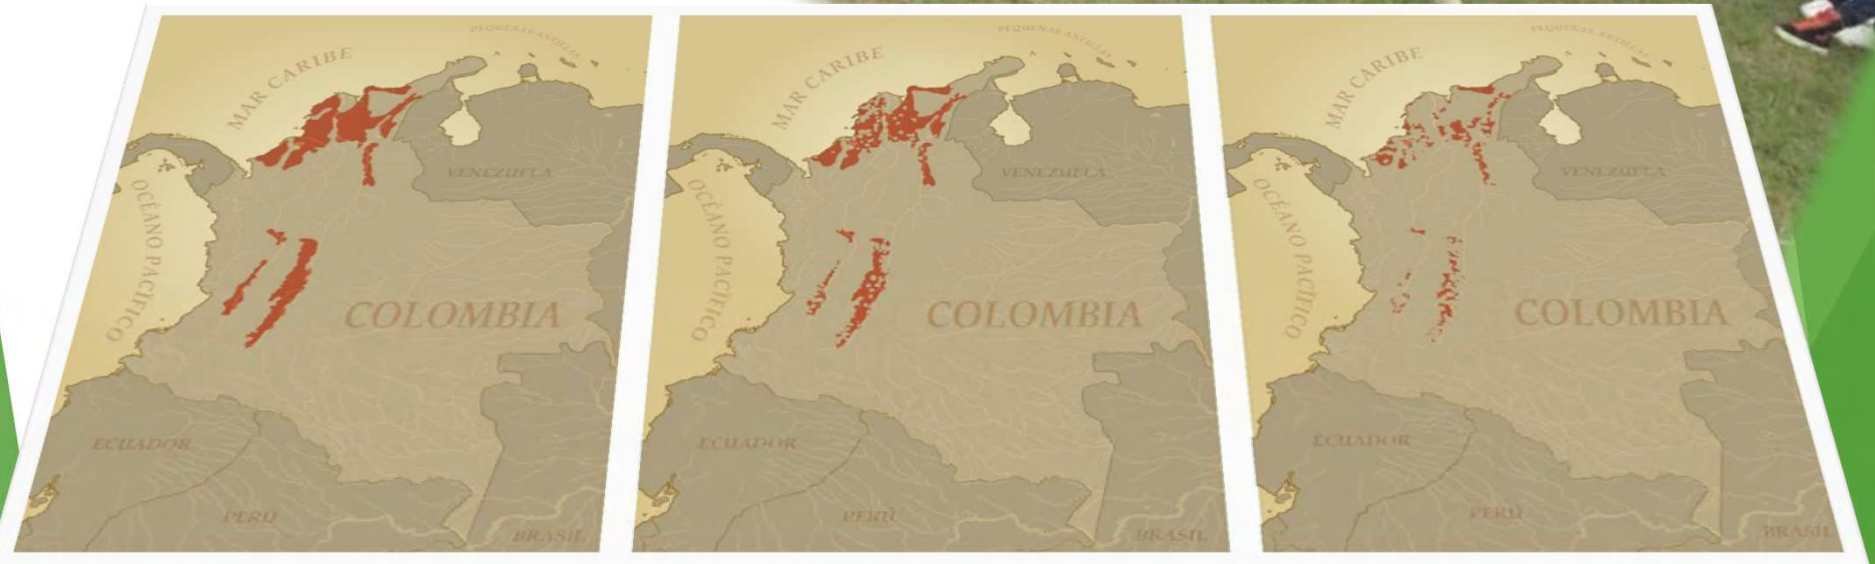 PEQUEÑAS ANTILLAS
MAR CARIBE
VENEZUELA
OCÉANO PACÍFICO
COLOMBIA
ECUADOR
PERÚ
BRASIL
PEQUEÑAS ANTILLAS
MAR CARIBE
VENEZUELA
OCÉANO PACÍFICO
COLOMBIA
ECUADOR
PERÚ
BRASIL
PEQUEÑAS ANTILLAS
MAR CARIBE
VENEZUELA
OCÉANO PACÍFICO
COLOMBIA
ECUADOR
PERÚ
BRASIL